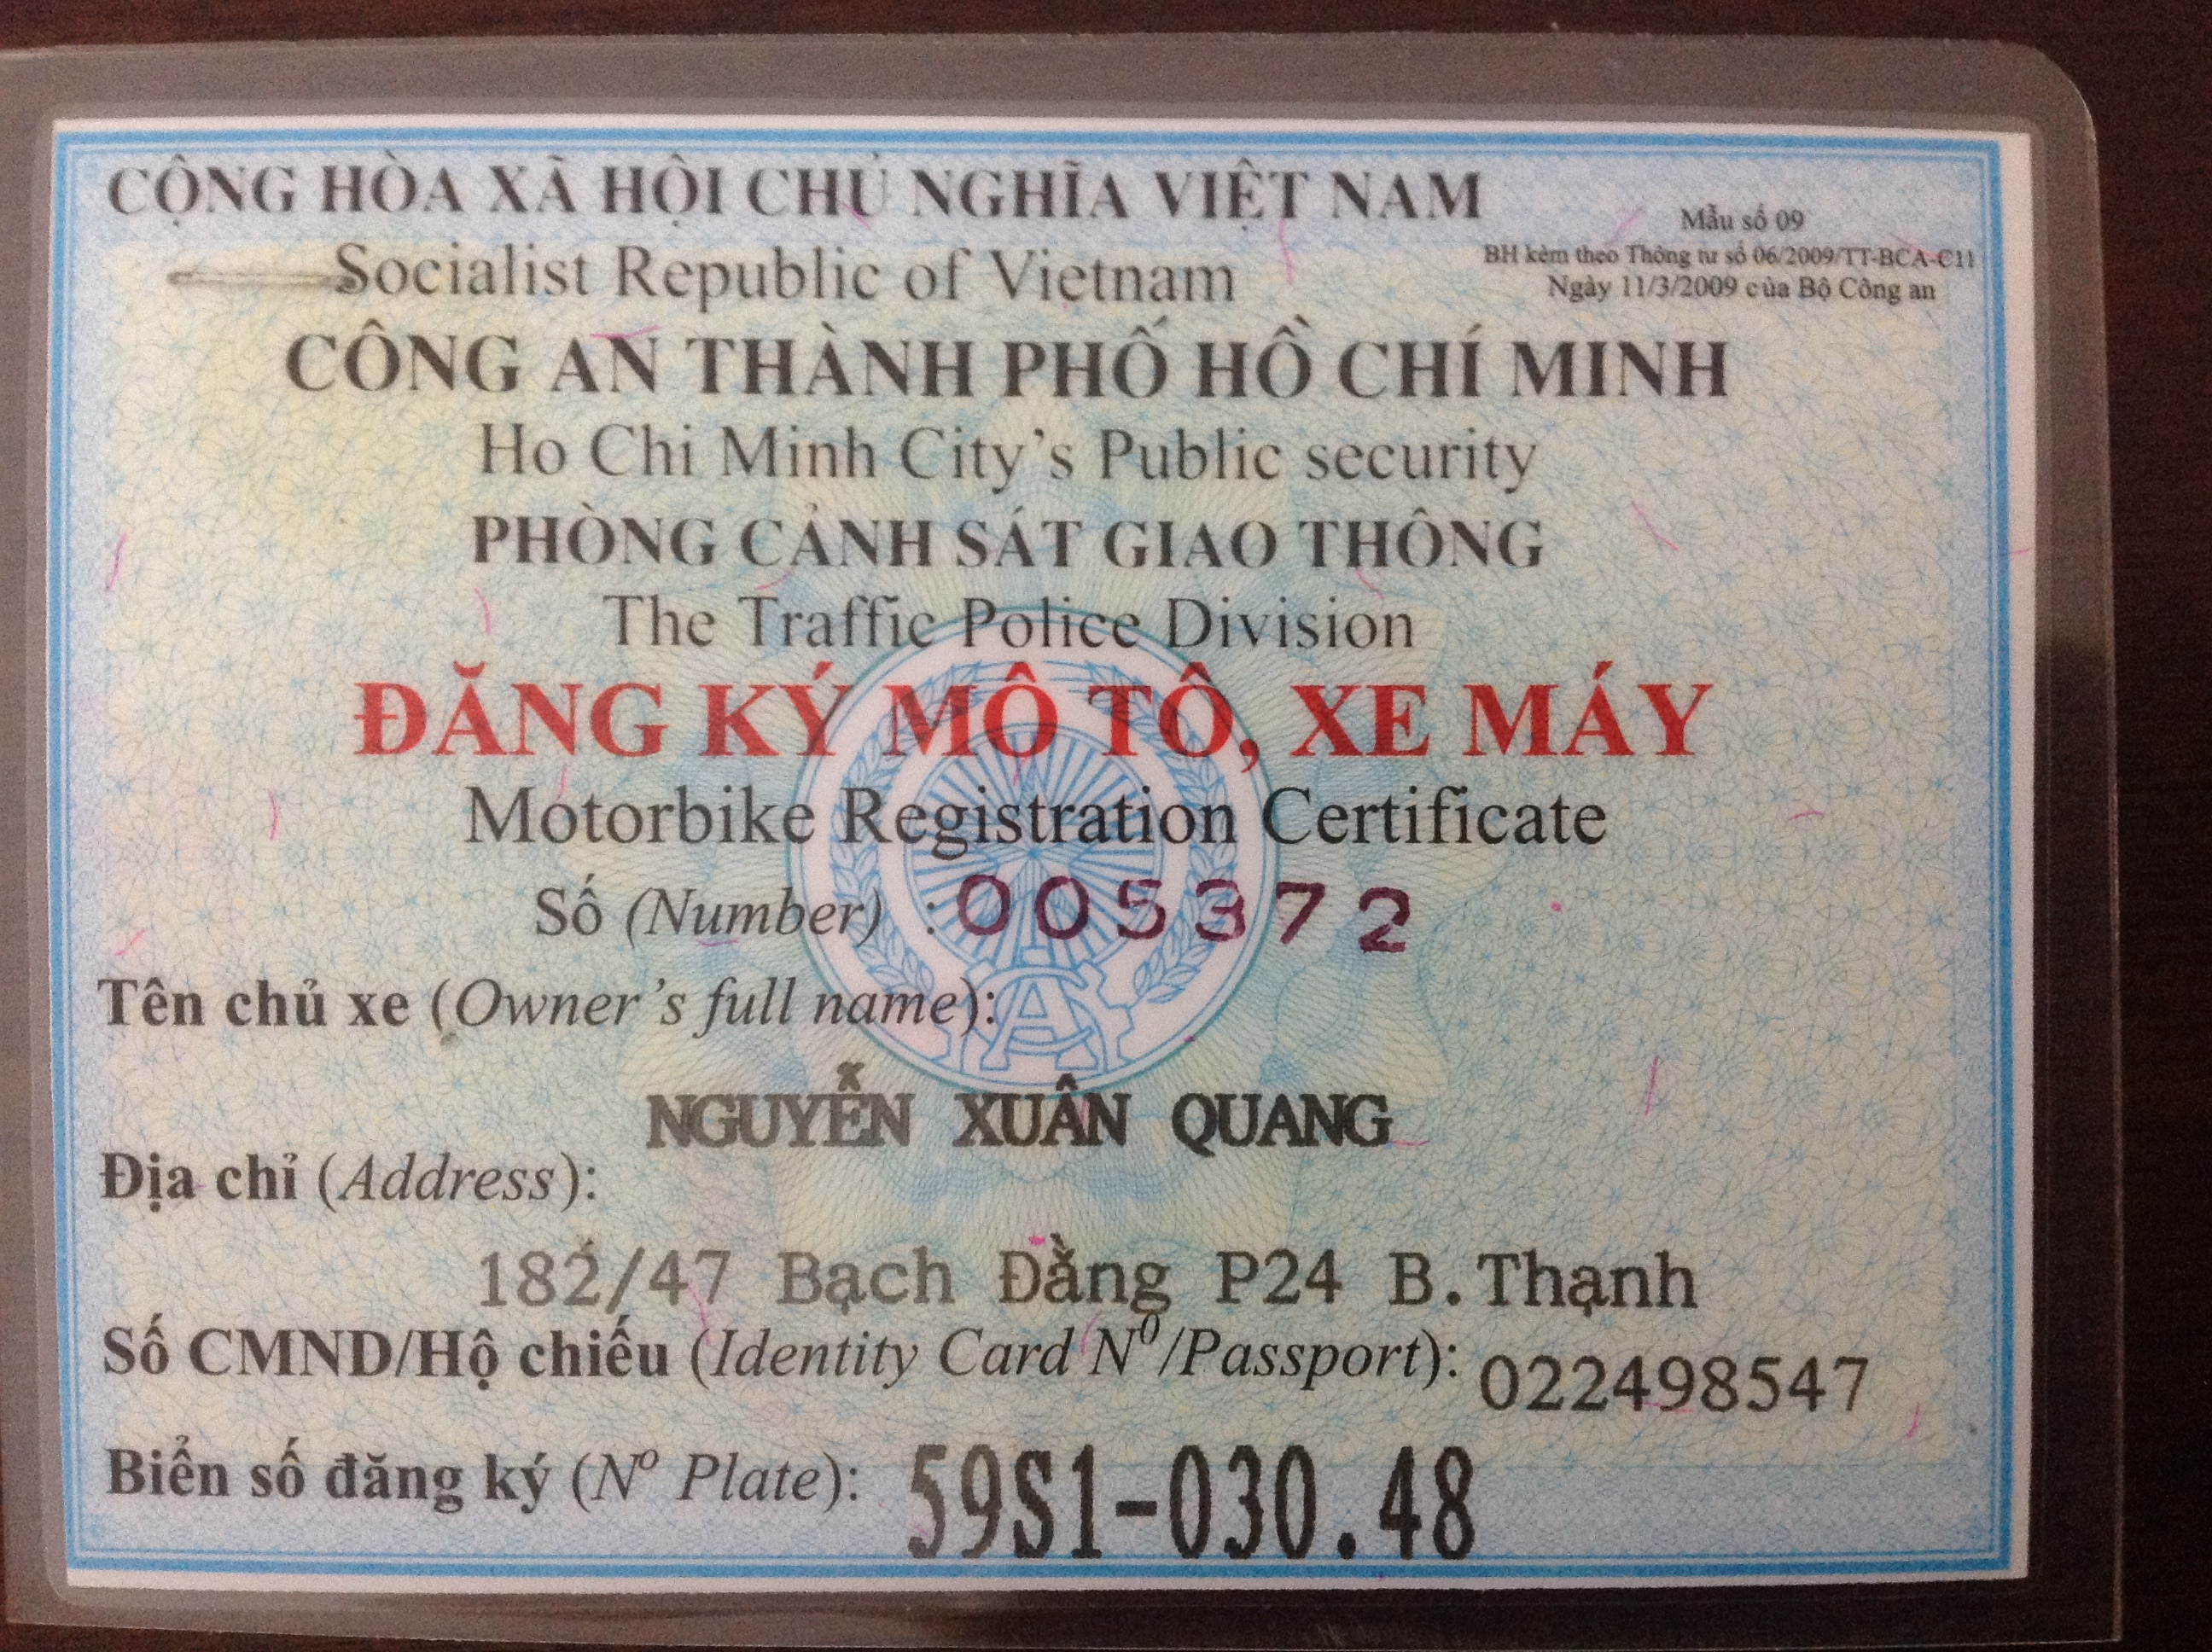 CỘNG HÒA XÃ HỘI CHỦ NGHĨA VIỆT NAM
Mẫu số 09
BH kèm theo Thông tư số 06/2009/TT-BCA-C11
Ngày 11/3/2009 của Bộ Công an
Socialist Republic of Vietnam
CÔNG AN THÀNH PHỐ HỒ CHÍ MINH
Ho Chi Minh City's Public security
PHÒNG CẢNH SÁT GIAO THÔNG
The Traffic Police Division
ĐĂNG KÝ MÔ TÔ, XE MÁY
Motorbike Registration Certificate
Số (Number) : 005372
Tên chủ xe (Owner's full name):
NGUYỄN XUÂN QUANG
Địa chỉ (Address):
182/47 Bạch Đằng P24 B.Thạnh
Số CMND/Hộ chiếu (Identity Card N⁰/Passport): 022498547
Biển số đăng ký (Nº Plate): 59S1-030.48